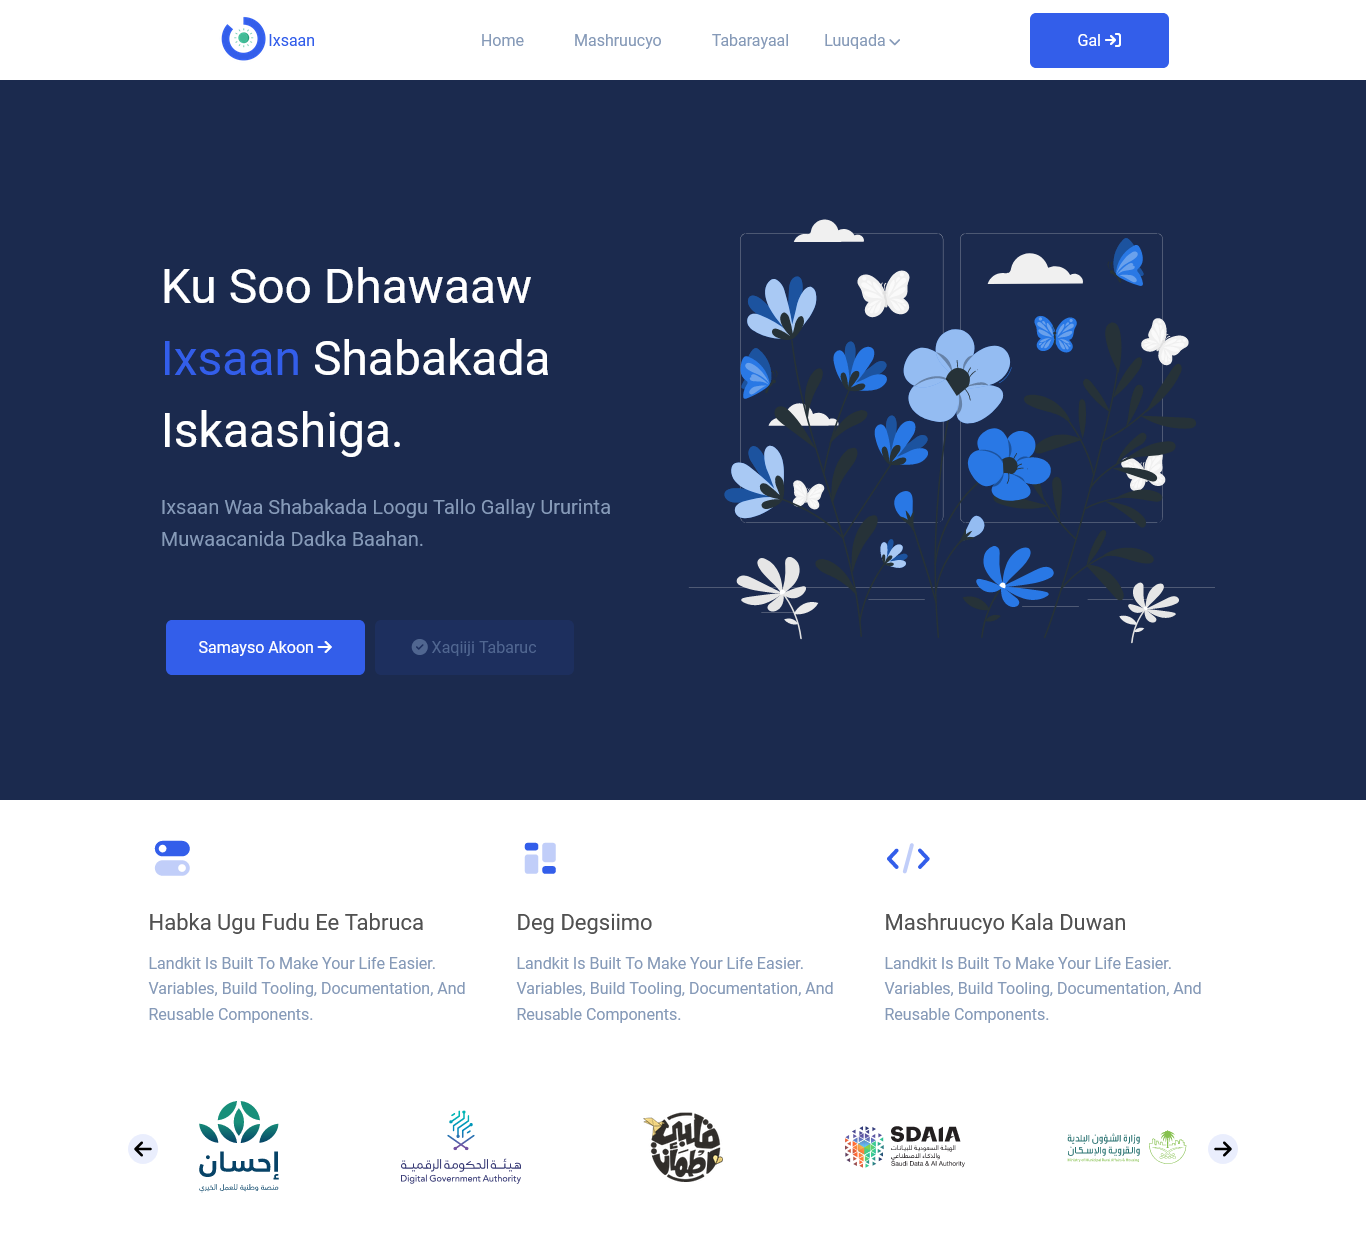 Ixsaan
Home
Mashruucyo
Tabarayaal
Luuqada
Gal
Ku Soo Dhawaaw
Ixsaan Shabakada
Iskaashiga.
Ixsaan Waa Shabakada Loogu Tallo Gallay Ururinta
Muwaacanida Dadka Baahan.
Samayso Akoon
Xaqiiji Tabaruc
Habka Ugu Fudu Ee Tabruca
Landkit Is Built To Make Your Life Easier.
Variables, Build Tooling, Documentation, And
Reusable Components.
Deg Degsiimo
Landkit Is Built To Make Your Life Easier.
Variables, Build Tooling, Documentation, And
Reusable Components.
Mashruucyo Kala Duwan
Landkit Is Built To Make Your Life Easier.
Variables, Build Tooling, Documentation, And
Reusable Components.
إحسان
منصة وطنية للعمل الخيري
هيئـة الحكومة الرقميـة
Digital Government Authority
SDAIA
الهيئة السعودية للبيانات
والذكاء الاصطناعي
Saudi Data & AI Authority
وزارة الشؤون البلدية
والقروية والإسـكان